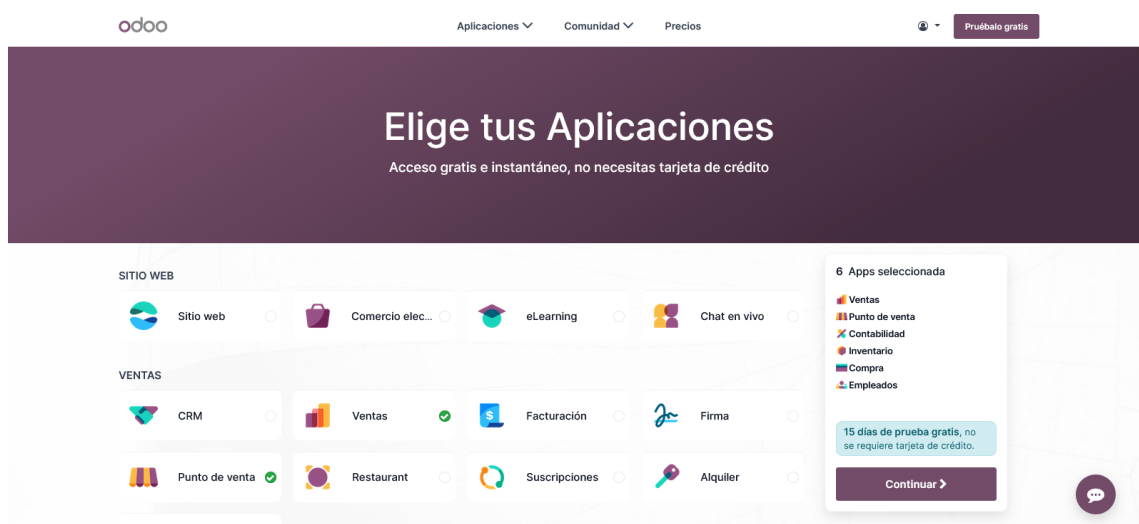 odoo
Aplicaciones Comunidad Precios
Pruébalo gratis
Elige tus Aplicaciones
Acceso gratis e instantáneo, no necesitas tarjeta de crédito
SITIO WEB
Sitio web
Comercio elec...
eLearning
Chat en vivo
VENTAS
CRM
Ventas
Facturación
Firma
Punto de venta
Restaurant
Suscripciones
Alquiler
6 Apps seleccionada
Ventas
Punto de venta
Contabilidad
Inventario
Compra
Empleados
15 días de prueba gratis, no
se requiere tarjeta de crédito.
Continuar